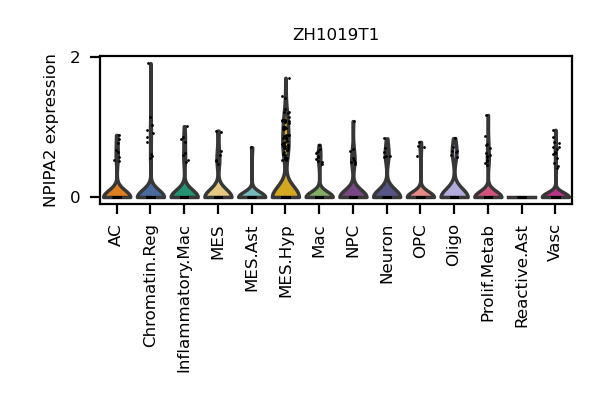 ZH1019T1
NPIPA2 expression
2
0
AC
Chromatin.Reg
Inflammatory.Mac
MES
MES.Ast
MES.Hyp
Mac
NPC
Neuron
OPC
Oligo
Prolif.Metab
Reactive.Ast
Vasc